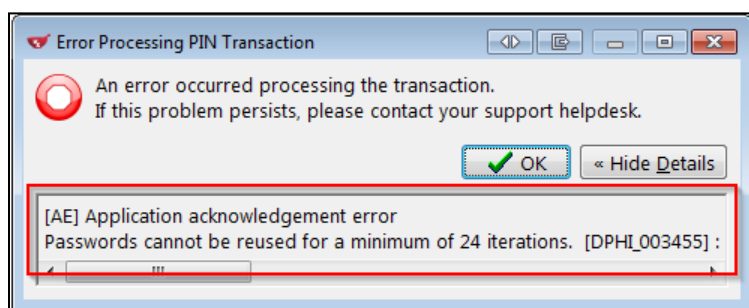 Error Processing PIN Transaction
An error occurred processing the transaction.
If this problem persists, please contact your support helpdesk.
OK
« Hide Details
[AE] Application acknowledgement error
Passwords cannot be reused for a minimum of 24 iterations. [DPHI_003455] :